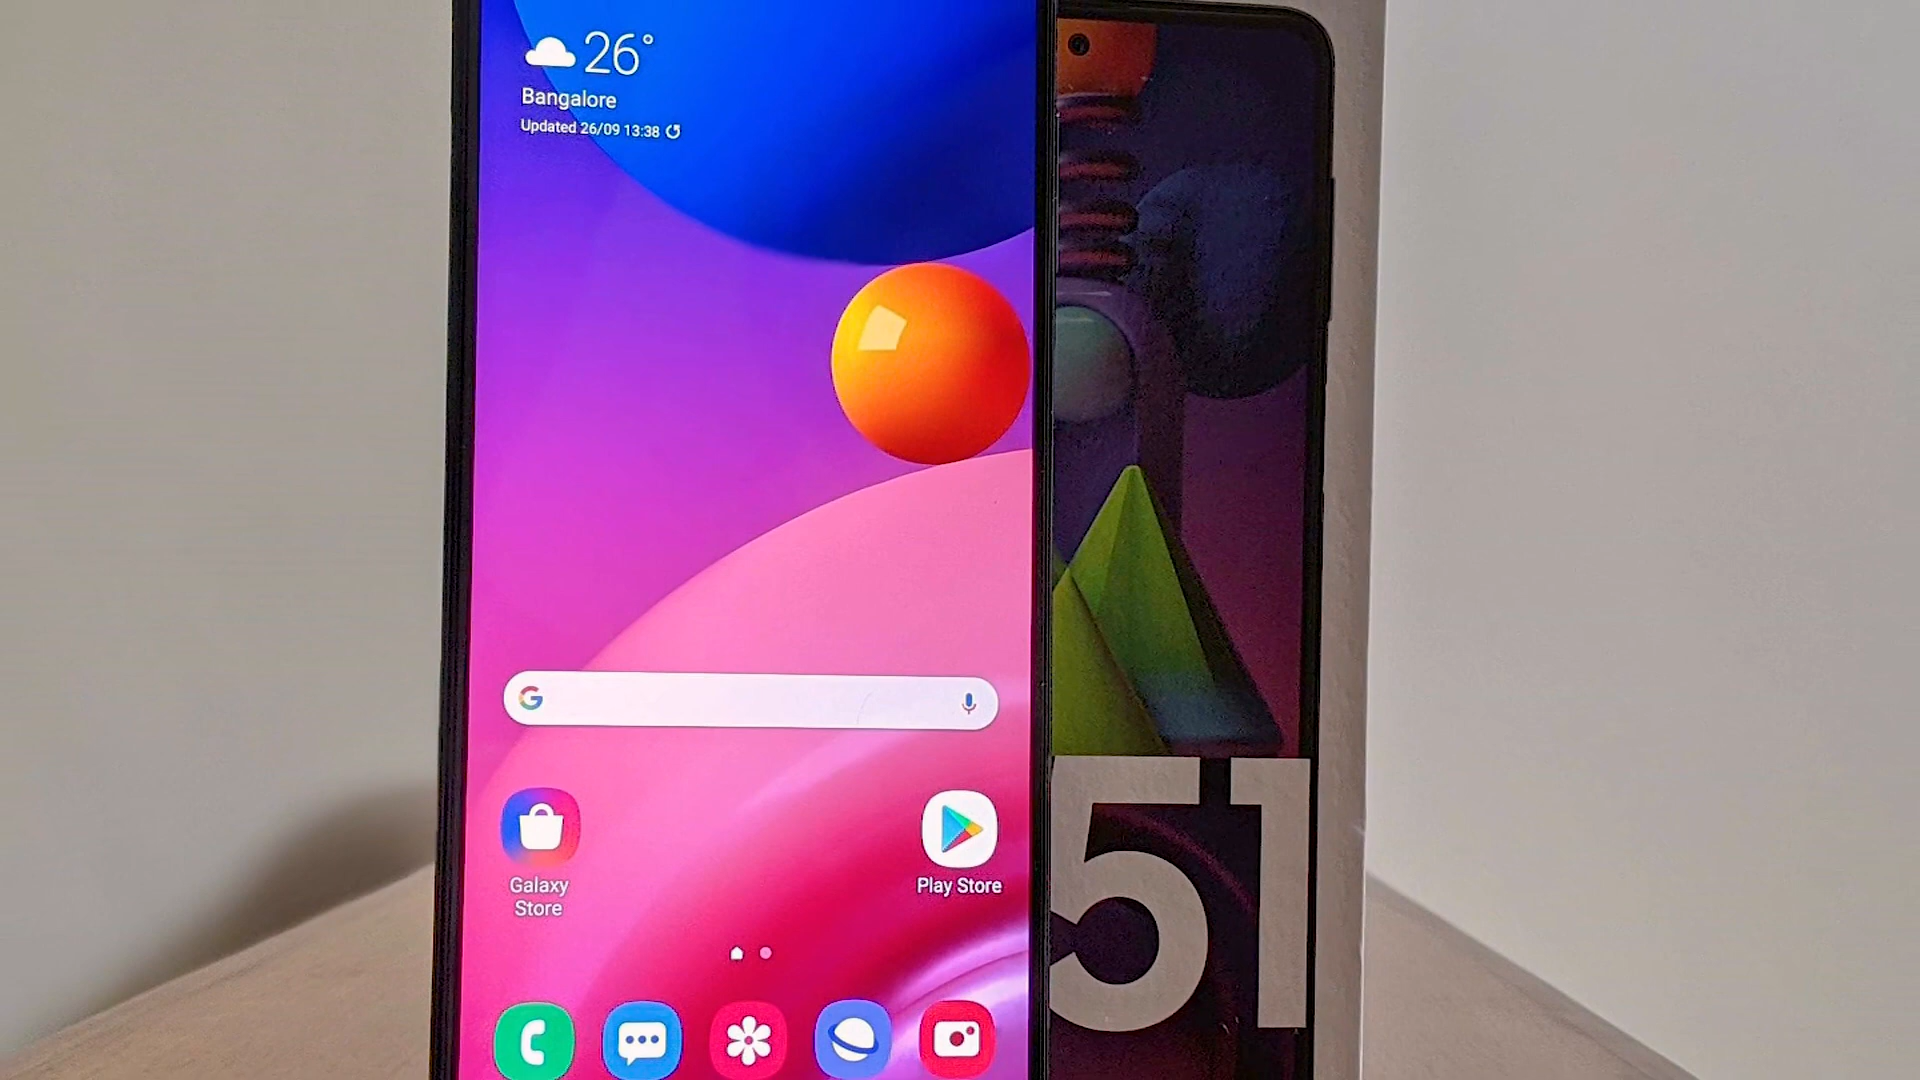 26°
Bangalore
Updated 26/09 13:38
G
Galaxy
Store
Play Store
51